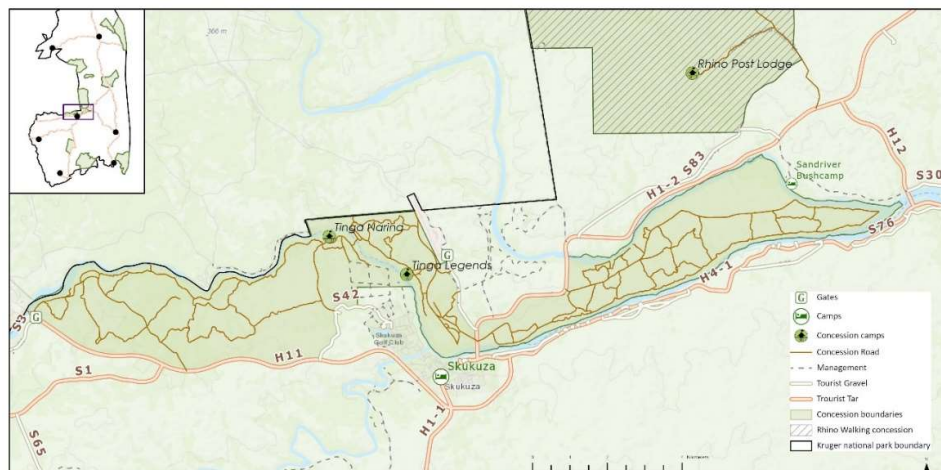 300 m
Rhino Post Lodge
H12
Sandriver
Bushcamp
H1-2 S83
S30
S76
Tinga Narina
G
Tinga Legends
S42
H4-1
G
S3
Skukuza
Golf Club
H11
S1
Skukuza
Skukuza
H1-1
S65
G Gates
Camps
Concession camps
Concession Road
Management
Tourist Gravel
Trourist Tar
Concession boundaries
Rhino Walking concession
Kruger national park boundary